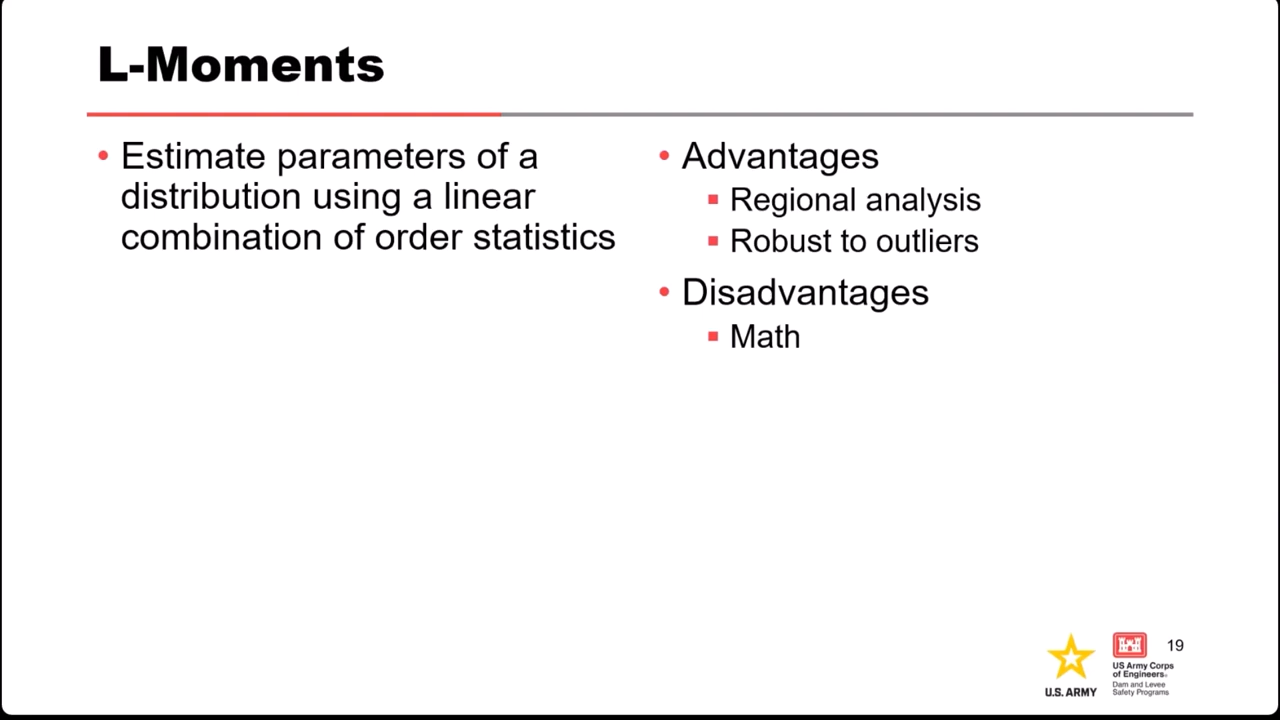 L-Moments
• Estimate parameters of a
distribution using a linear
combination of order statistics
• Advantages
▪ Regional analysis
▪ Robust to outliers
• Disadvantages
▪ Math
U.S. ARMY
US Army Corps
of Engineers®
Dam and Levee
Safety Programs
19